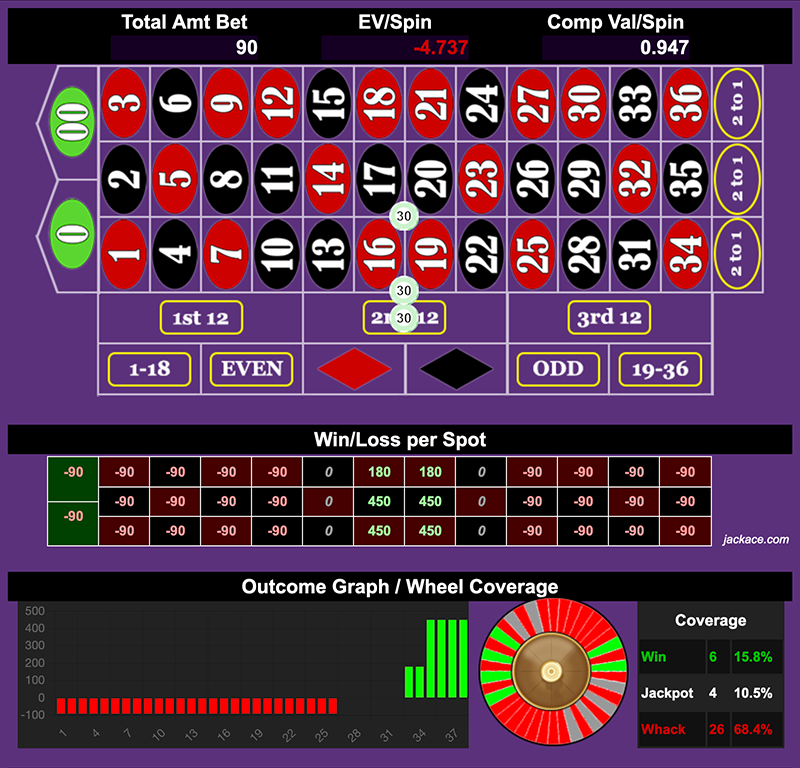 Total Amt Bet EV/Spin Comp Val/Spin
90 -4.737 0.947
00 3 6 9 12 15 18 21 24 27 30 33 36 2 to 1
2 5 8 11 14 17 20 23 26 29 32 35 2 to 1
30
0 1 4 7 10 13 16 19 22 25 28 31 34 2 to 1
30
1st 12 2n 30 12 3rd 12
1-18 EVEN ODD 19-36
Win/Loss per Spot
-90 -90 -90 -90 -90 0 180 180 0 -90 -90 -90 -90
-90 -90 -90 -90 0 450 450 0 -90 -90 -90 -90
-90 -90 -90 -90 -90 0 450 450 0 -90 -90 -90 -90
jackace.com
Outcome Graph / Wheel Coverage
500
400
300
200
100
0
-100
1 4 7 10 13 16 19 22 25 28 31 34 37
Coverage
Win 6 15.8%
Jackpot 4 10.5%
Whack 26 68.4%